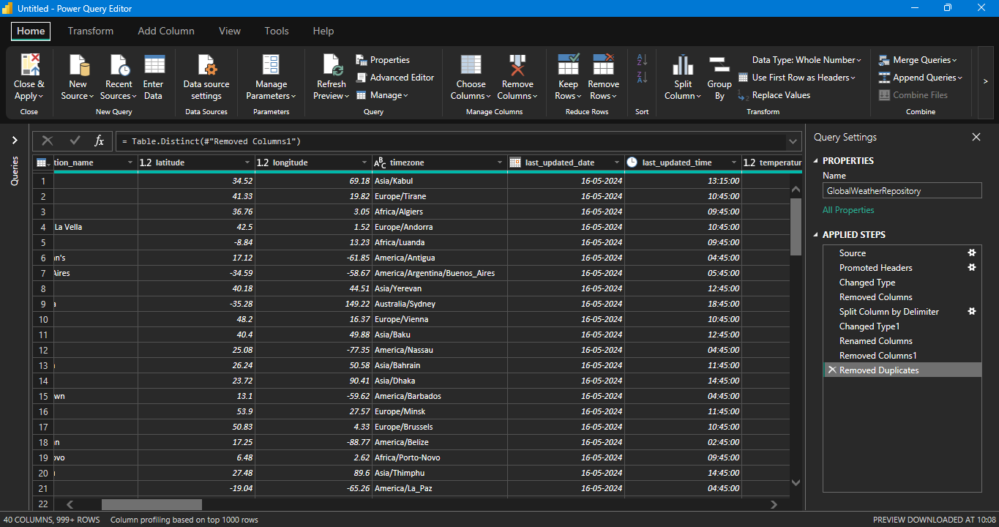 Untitled - Power Query Editor
Home Transform Add Column View Tools Help
Close & Apply
Close
New Source
Recent Sources
Enter Data
New Query
Data source settings
Data Sources
Manage Parameters
Parameters
Refresh Preview
Properties
Advanced Editor
Manage
Query
Choose Columns
Remove Columns
Manage Columns
Keep Rows
Remove Rows
Reduce Rows
Sort
Split Column
Group By
Data Type: Whole Number
Use First Row as Headers
Replace Values
Transform
Merge Queries
Append Queries
Combine Files
Combine
Queries
fx = Table.Distinct(#"Removed Columns1")
tion_name 1.2 latitude 1.2 longitude ABC timezone last_updated_date last_updated_time 1.2 temperatur
1 34.52 69.18 Asia/Kabul 16-05-2024 13:15:00
2 41.33 19.82 Europe/Tirane 16-05-2024 10:45:00
3 36.76 3.05 Africa/Algiers 16-05-2024 09:45:00
4 La Vella 42.5 1.52 Europe/Andorra 16-05-2024 10:45:00
5 -8.84 13.23 Africa/Luanda 16-05-2024 09:45:00
6 n's 17.12 -61.85 America/Antigua 16-05-2024 04:45:00
7 Aires -34.59 -58.67 America/Argentina/Buenos_Aires 16-05-2024 05:45:00
8 40.18 44.51 Asia/Yerevan 16-05-2024 12:45:00
9 a -35.28 149.22 Australia/Sydney 16-05-2024 18:45:00
10 48.2 16.37 Europe/Vienna 16-05-2024 10:45:00
11 40.4 49.88 Asia/Baku 16-05-2024 12:45:00
12 25.08 -77.35 America/Nassau 16-05-2024 04:45:00
13 26.24 50.58 Asia/Bahrain 16-05-2024 11:45:00
14 23.72 90.41 Asia/Dhaka 16-05-2024 14:45:00
15 wn 13.1 -59.62 America/Barbados 16-05-2024 04:45:00
16 53.9 27.57 Europe/Minsk 16-05-2024 11:45:00
17 50.83 4.33 Europe/Brussels 16-05-2024 10:45:00
18 n 17.25 -88.77 America/Belize 16-05-2024 02:45:00
19 ovo 6.48 2.62 Africa/Porto-Novo 16-05-2024 09:45:00
20 27.48 89.6 Asia/Thimphu 16-05-2024 14:45:00
21 -19.04 -65.26 America/La_Paz 16-05-2024 04:45:00
22
Query Settings
PROPERTIES
Name
GlobalWeatherRepository
All Properties
APPLIED STEPS
Source
Promoted Headers
Changed Type
Removed Columns
Split Column by Delimiter
Changed Type1
Renamed Columns
Removed Columns1
Removed Duplicates
40 COLUMNS, 999+ ROWS Column profiling based on top 1000 rows PREVIEW DOWNLOADED AT 10:08